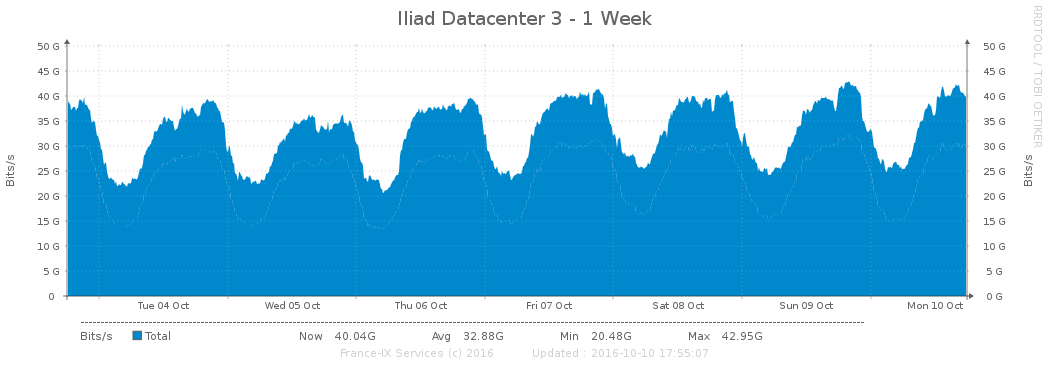 Iliad Datacenter 3 - 1 Week
RRDTOOL / TOBI OETIKER
Bits/s
50 G 50 G
45 G 45 G
40 G 40 G
35 G 35 G
30 G 30 G
25 G 25 G
20 G 20 G
15 G 15 G
10 G 10 G
5 G 5 G
0 0 G
Bits/s
Tue 04 Oct Wed 05 Oct Thu 06 Oct Fri 07 Oct Sat 08 Oct Sun 09 Oct Mon 10 Oct
Bits/s Total Now 40.04G Avg 32.88G Min 20.48G Max 42.95G
France-IX Services (c) 2016 Updated : 2016-10-10 17:55:07